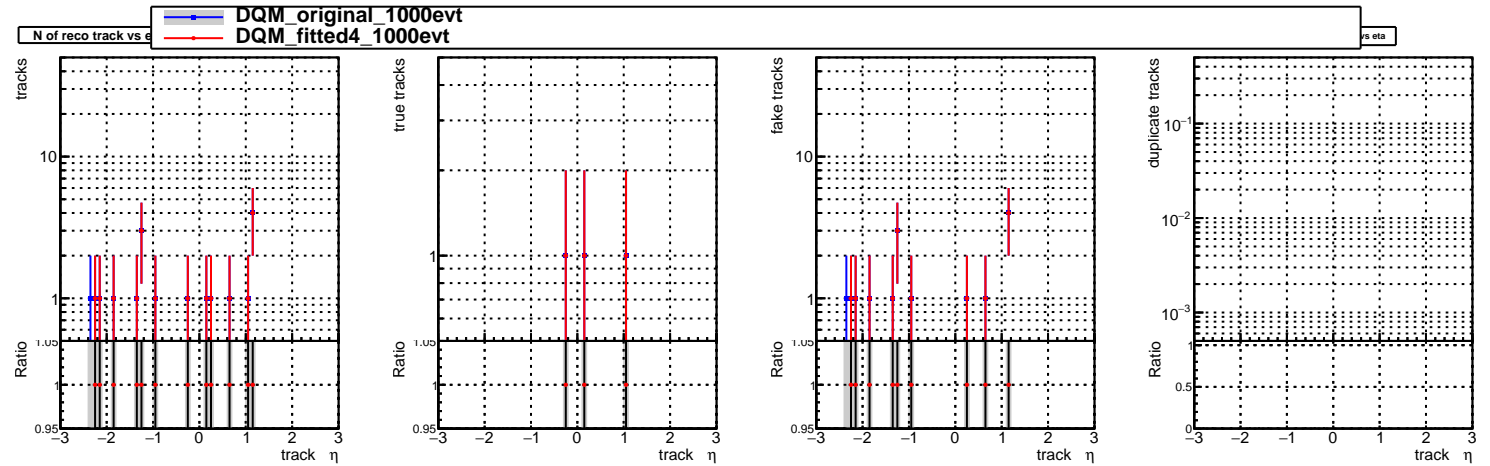 DQM_original_1000evt
DQM_fitted4_1000evt
N of reco track vs e
vs eta
tracks
10
1
Ratio
1.05
1
0.95
−3 −2 −1 0 1 2 3
track η
true tracks
1
Ratio
1.05
1
0.95
−3 −2 −1 0 1 2 3
track η
fake tracks
10
1
Ratio
1.05
1
0.95
−3 −2 −1 0 1 2 3
track η
duplicate tracks
10−1
10−2
10−3
Ratio
1
0.5
0
−3 −2 −1 0 1 2 3
track η